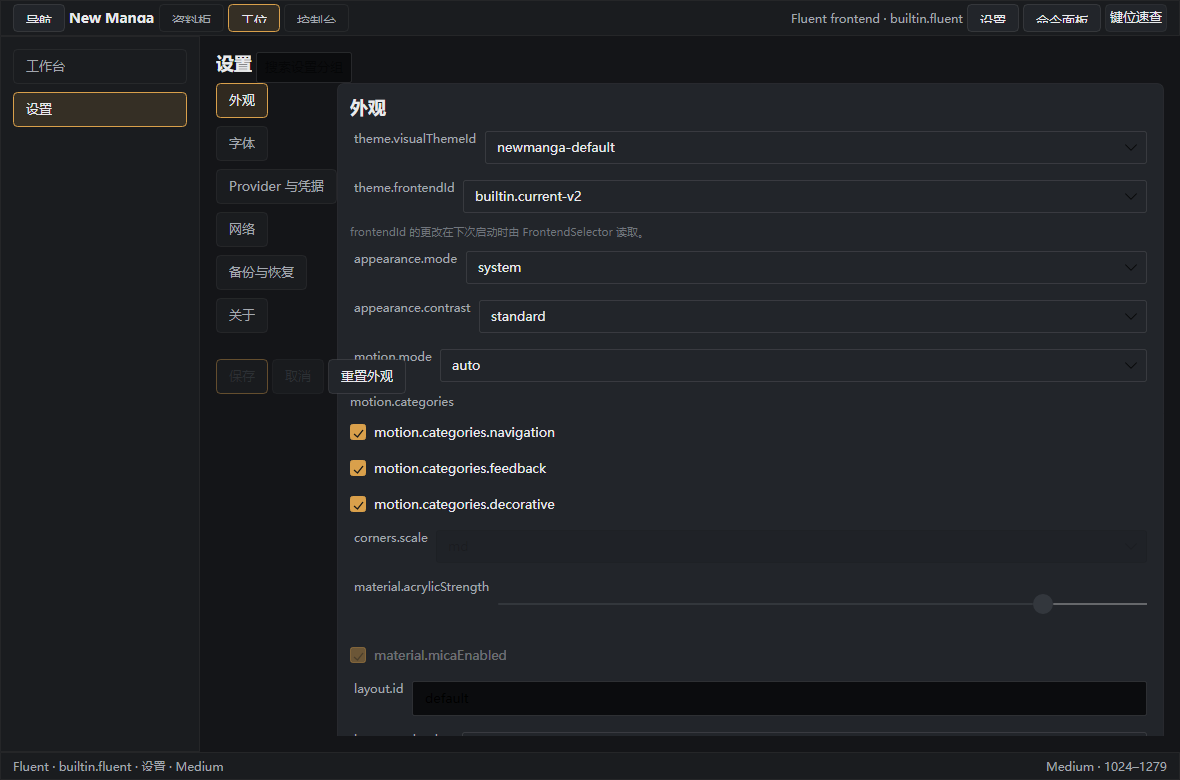 导航 New Manga 资料柜 工位 控制台 Fluent frontend · builtin.fluent 设置 命令面板 键位速查
工作台
设置
设置
外观
字体
Provider 与凭据
网络
备份与恢复
关于
保存 取消 重置外观
外观
theme.visualThemeId newmanga-default
theme.frontendId builtin.current-v2
frontendId 的更改在下次启动时由 FrontendSelector 读取。
appearance.mode system
appearance.contrast standard
motion.mode auto
motion.categories
motion.categories.navigation
motion.categories.feedback
motion.categories.decorative
corners.scale
material.acrylicStrength
material.micaEnabled
layout.id default
Fluent · builtin.fluent · 设置 · Medium Medium · 1024–1279